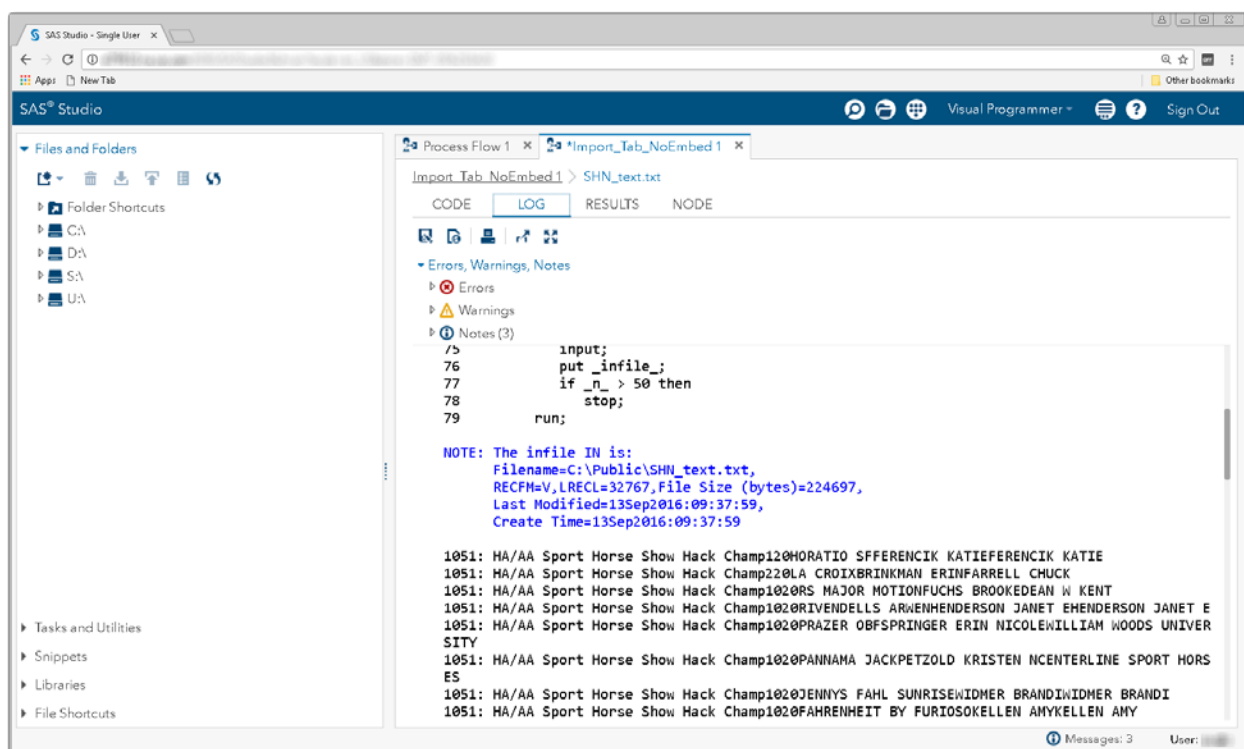 SAS Studio - Single User
Apps New Tab
Other bookmarks
SAS® Studio
Visual Programmer
Sign Out
Files and Folders
Folder Shortcuts
C:\
D:\
S:\
U:\
Tasks and Utilities
Snippets
Libraries
File Shortcuts
Process Flow 1
*Import_Tab_NoEmbed 1
Import_Tab_NoEmbed 1 > SHN_text.txt
CODE LOG RESULTS NODE
Errors, Warnings, Notes
Errors
Warnings
Notes (3)
75 input;
76 put _infile_;
77 if _n_ > 50 then
78 stop;
79 run;
NOTE: The infile IN is:
Filename=C:\Public\SHN_text.txt,
RECFM=V,LRECL=32767,File Size (bytes)=224697,
Last Modified=13Sep2016:09:37:59,
Create Time=13Sep2016:09:37:59
1051: HA/AA Sport Horse Show Hack Champ120HORATIO SFFERENCIK KATIEFERENCIK KATIE
1051: HA/AA Sport Horse Show Hack Champ220LA CROIXBRINKMAN ERINFARRELL CHUCK
1051: HA/AA Sport Horse Show Hack Champ1020RS MAJOR MOTIONFUCHS BROOKEDEAN W KENT
1051: HA/AA Sport Horse Show Hack Champ1020RIVENDELLS ARWENHENDERSON JANET EHENDERSON JANET E
1051: HA/AA Sport Horse Show Hack Champ1020PRAZER OBFSPRINGER ERIN NICOLEWILLIAM WOODS UNIVER
SITY
1051: HA/AA Sport Horse Show Hack Champ1020PANNAMA JACKPETZOLD KRISTEN NCENTERLINE SPORT HORS
ES
1051: HA/AA Sport Horse Show Hack Champ1020JENNYS FAHL SUNRISEWIDMER BRANDIWIDMER BRANDI
1051: HA/AA Sport Horse Show Hack Champ1020FAHRENHEIT BY FURIOSOKELLEN AMYKELLEN AMY
Messages: 3 User: